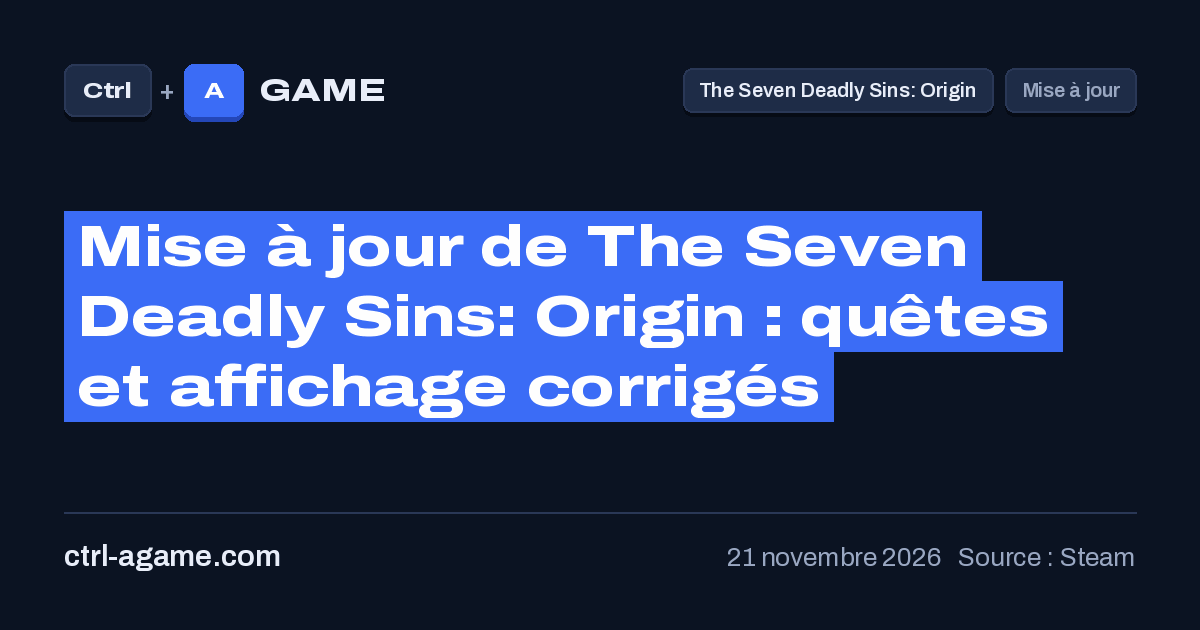 Ctrl + A GAME
The Seven Deadly Sins: Origin
Mise à jour
Mise à jour de The Seven
Deadly Sins: Origin : quêtes
et affichage corrigés
ctrl-agame.com
21 novembre 2026 Source : Steam